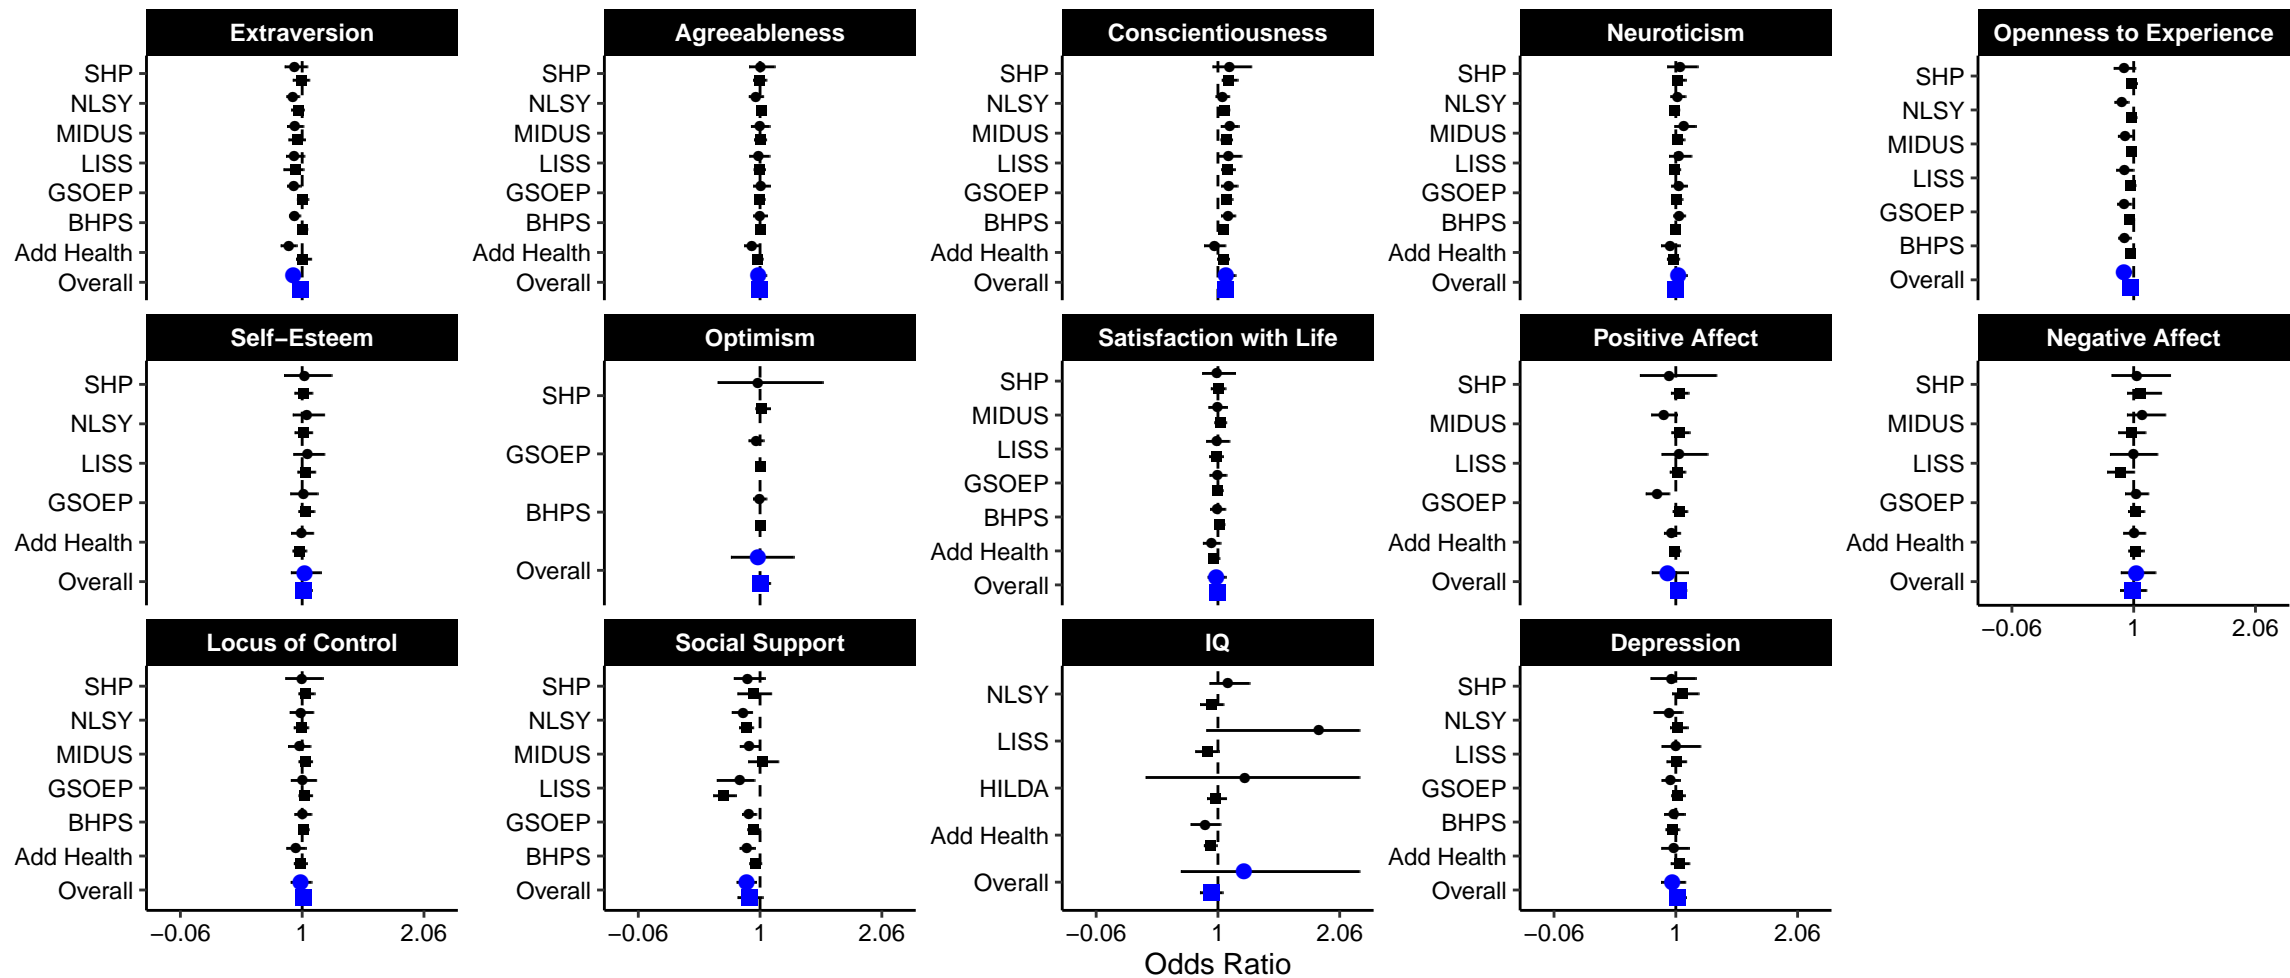 Extraversion
SHP
NLSY
MIDUS
LISS
GSOEP
BHPS
Add Health
Overall
Agreeableness
SHP
NLSY
MIDUS
LISS
GSOEP
BHPS
Add Health
Overall
Conscientiousness
SHP
NLSY
MIDUS
LISS
GSOEP
BHPS
Add Health
Overall
Neuroticism
SHP
NLSY
MIDUS
LISS
GSOEP
BHPS
Add Health
Overall
Openness to Experience
SHP
NLSY
MIDUS
LISS
GSOEP
BHPS
Overall
Self−Esteem
SHP
NLSY
LISS
GSOEP
Add Health
Overall
Optimism
SHP
GSOEP
BHPS
Overall
Satisfaction with Life
SHP
MIDUS
LISS
GSOEP
BHPS
Add Health
Overall
Positive Affect
SHP
MIDUS
LISS
GSOEP
Add Health
Overall
Negative Affect
SHP
MIDUS
LISS
GSOEP
Add Health
Overall
−0.06 1 2.06
Locus of Control
SHP
NLSY
MIDUS
GSOEP
BHPS
Add Health
Overall
−0.06 1 2.06
Social Support
SHP
NLSY
MIDUS
LISS
GSOEP
BHPS
Overall
−0.06 1 2.06
IQ
NLSY
LISS
HILDA
Add Health
Overall
−0.06 1 2.06
Depression
SHP
NLSY
LISS
GSOEP
BHPS
Add Health
Overall
−0.06 1 2.06
Odds Ratio